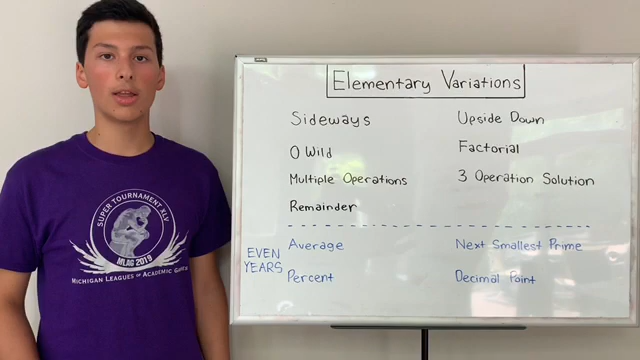 Elementary Variations
Sideways
Upside Down
0 Wild
Factorial
Multiple Operations
3 Operation Solution
Remainder
EVEN YEARS
Average
Next Smallest Prime
Percent
Decimal Point
SUPER TOURNAMENT XLV
MLAG 2019
MICHIGAN LEAGUES OF ACADEMIC